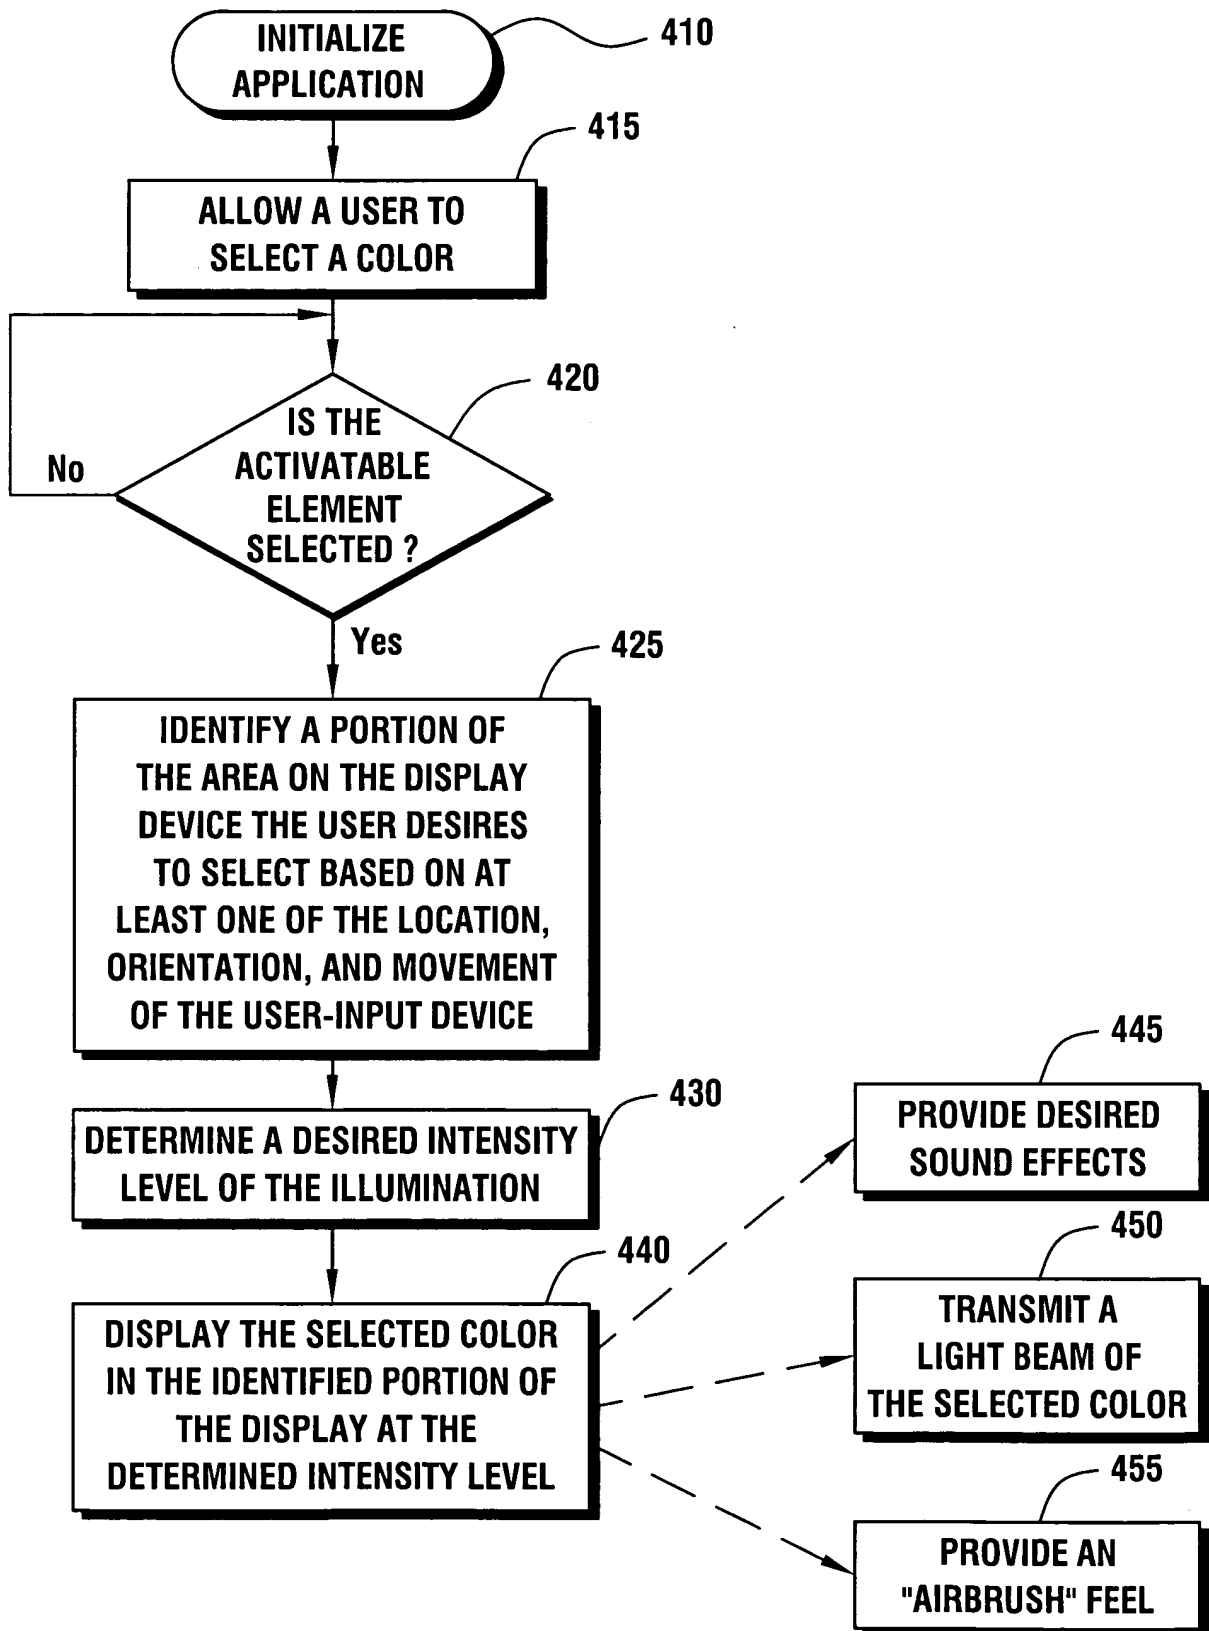 INITIALIZE
APPLICATION
410
415
ALLOW A USER TO
SELECT A COLOR
420
IS THE
ACTIVATABLE
ELEMENT
SELECTED ?
No
Yes
425
IDENTIFY A PORTION OF
THE AREA ON THE DISPLAY
DEVICE THE USER DESIRES
TO SELECT BASED ON AT
LEAST ONE OF THE LOCATION,
ORIENTATION, AND MOVEMENT
OF THE USER-INPUT DEVICE
430
DETERMINE A DESIRED INTENSITY
LEVEL OF THE ILLUMINATION
440
DISPLAY THE SELECTED COLOR
IN THE IDENTIFIED PORTION OF
THE DISPLAY AT THE
DETERMINED INTENSITY LEVEL
445
PROVIDE DESIRED
SOUND EFFECTS
450
TRANSMIT A
LIGHT BEAM OF
THE SELECTED COLOR
455
PROVIDE AN
"AIRBRUSH" FEEL